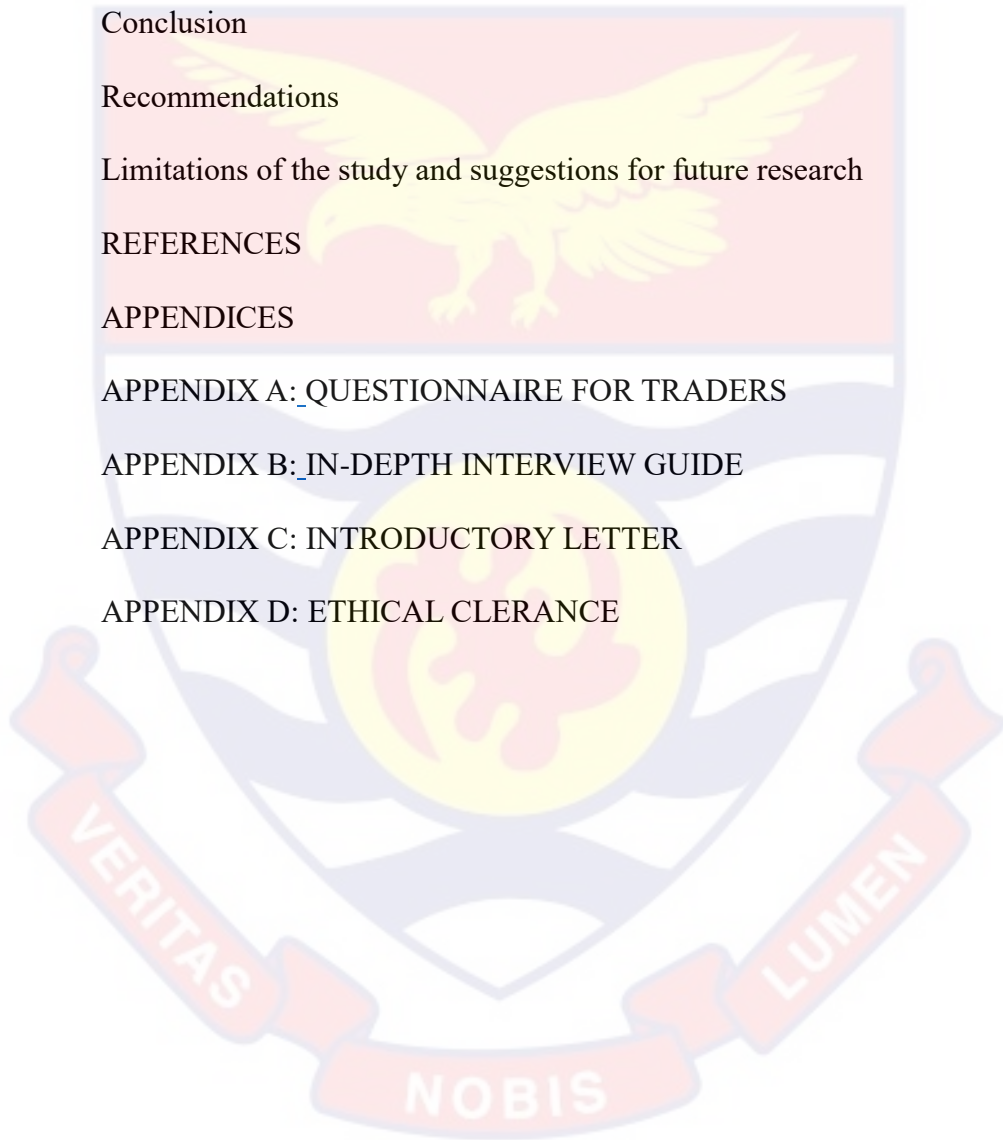 Conclusion
Recommendations
Limitations of the study and suggestions for future research
REFERENCES
APPENDICES
APPENDIX A: QUESTIONNAIRE FOR TRADERS
APPENDIX B: IN-DEPTH INTERVIEW GUIDE
APPENDIX C: INTRODUCTORY LETTER
APPENDIX D: ETHICAL CLERANCE
VERITAS
NOBIS
LUMEN